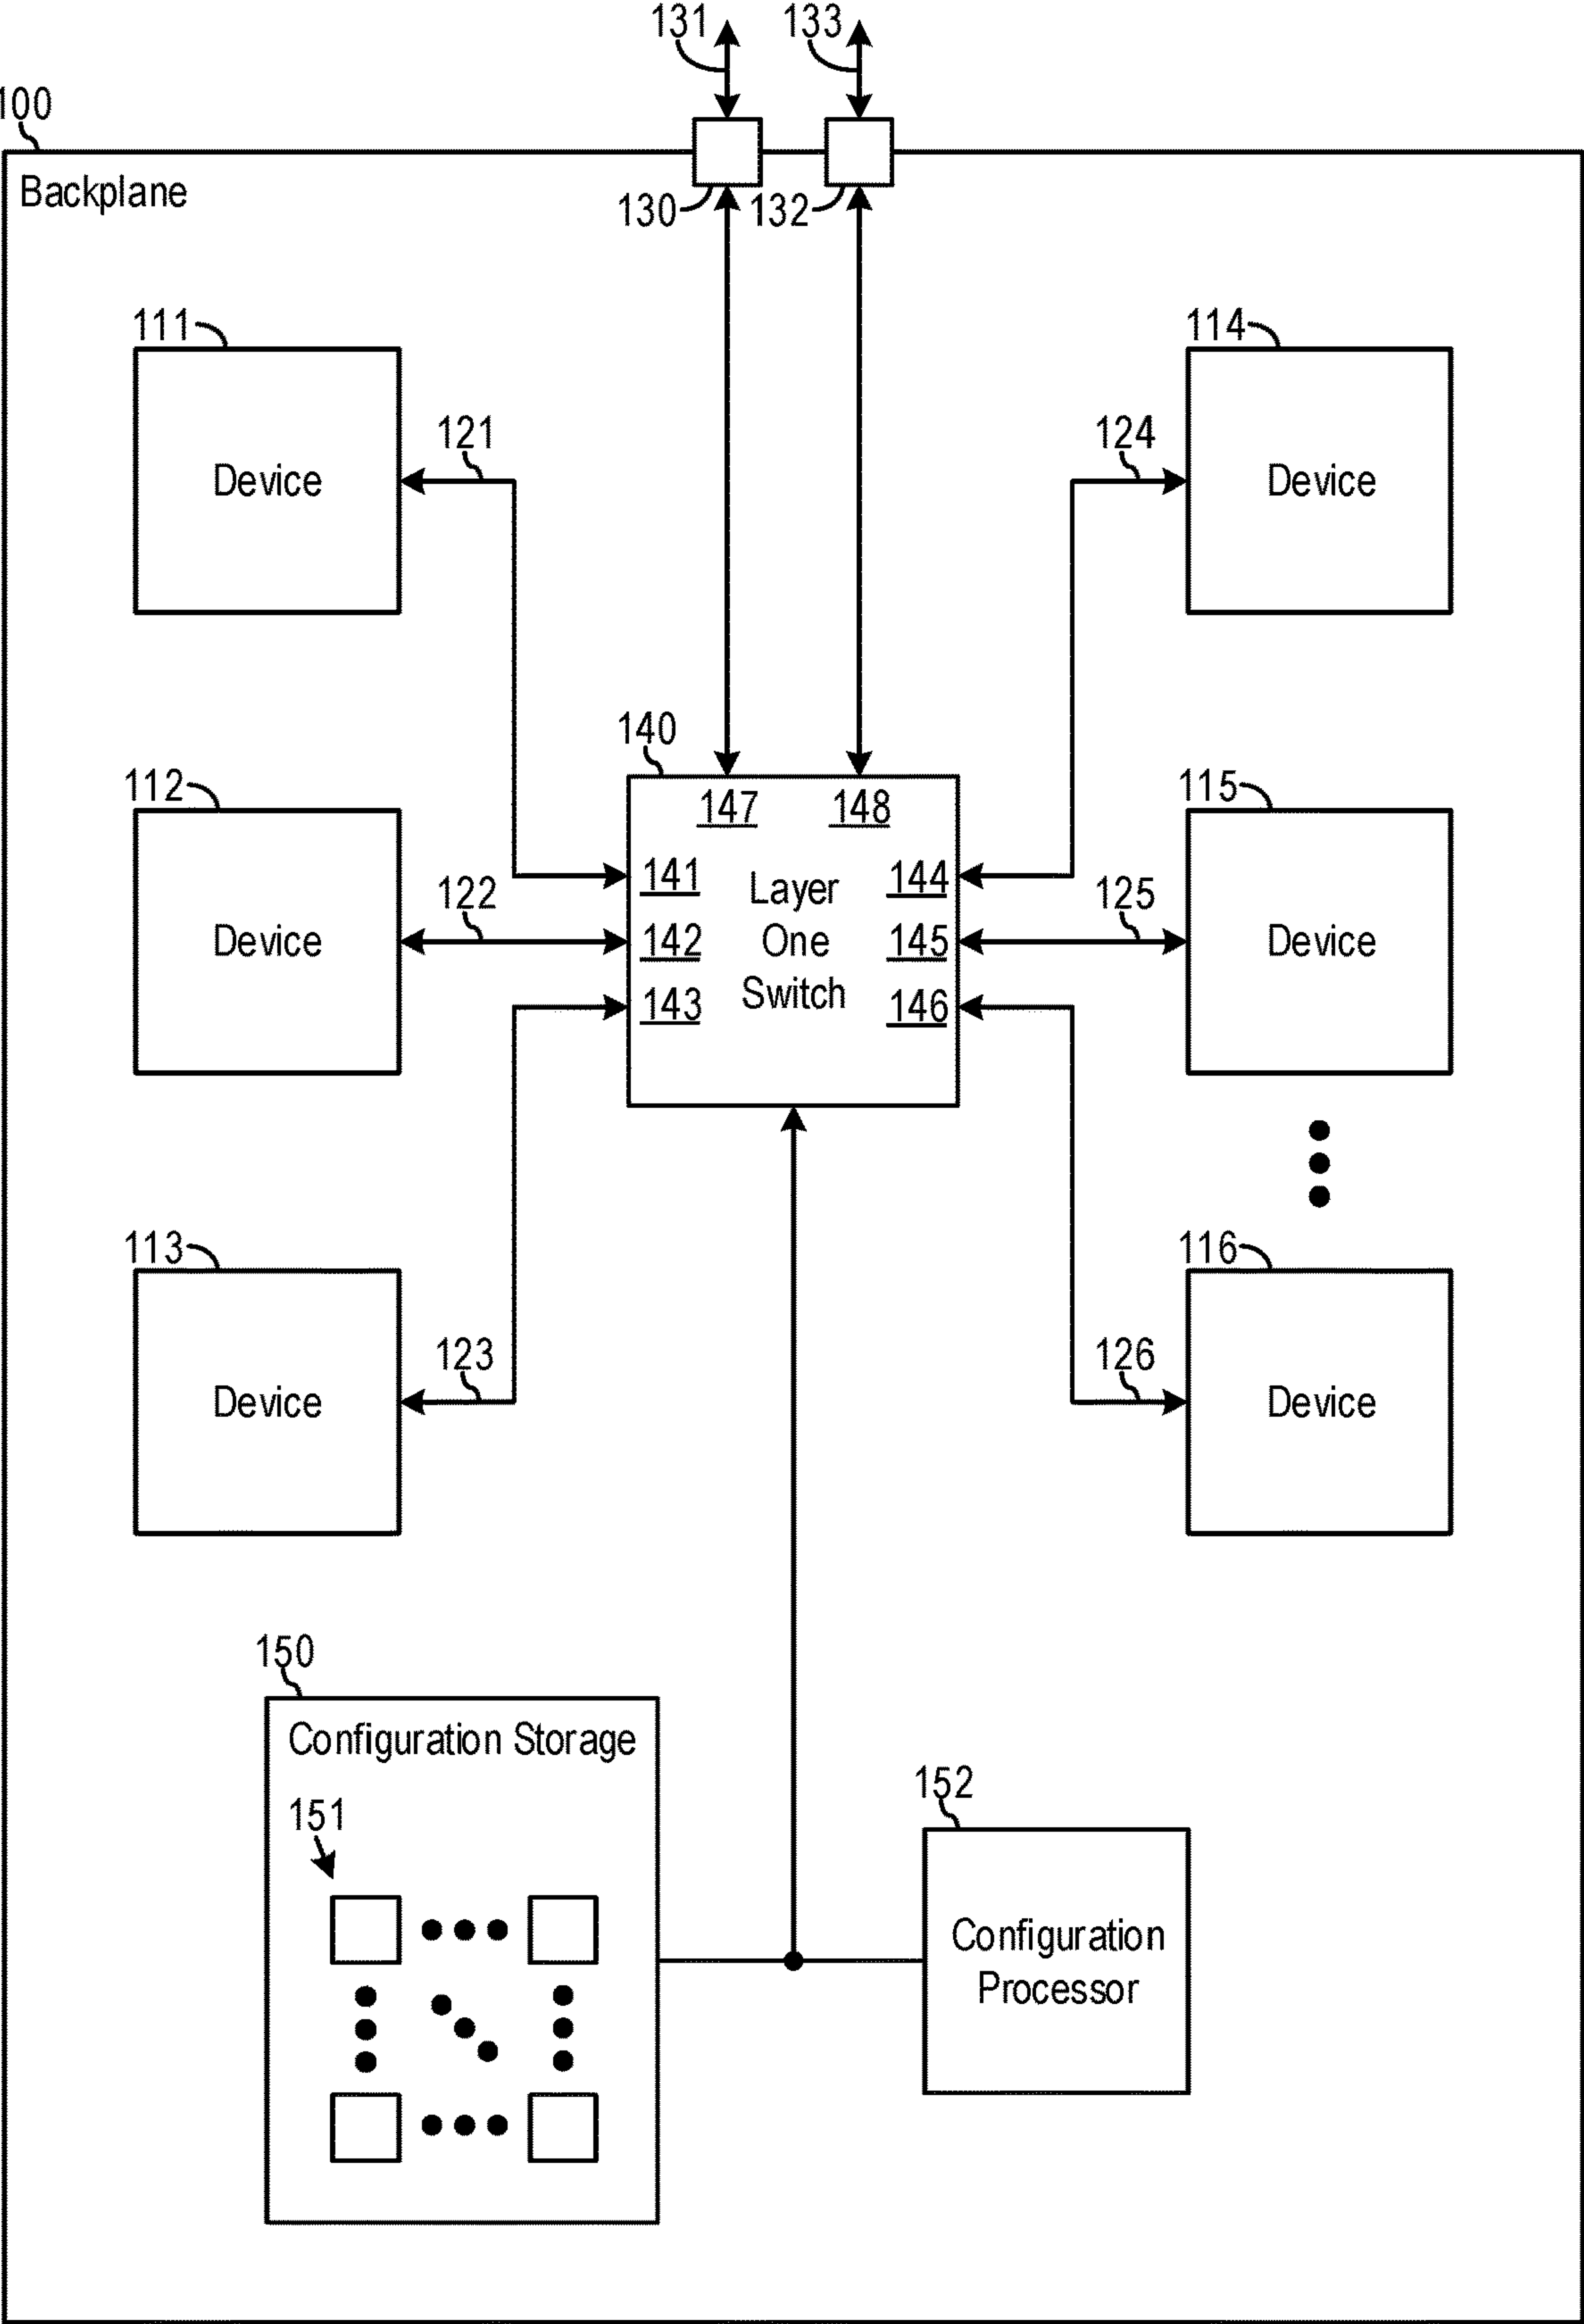 131
133
100
Backplane
130
132
111
114
121
124
Device
Device
140
112
115
147
148
141
Layer
144
122
125
Device
142
One
145
Device
143
Switch
146
113
116
123
126
Device
Device
150
Configuration Storage
152
151
Configuration
Processor